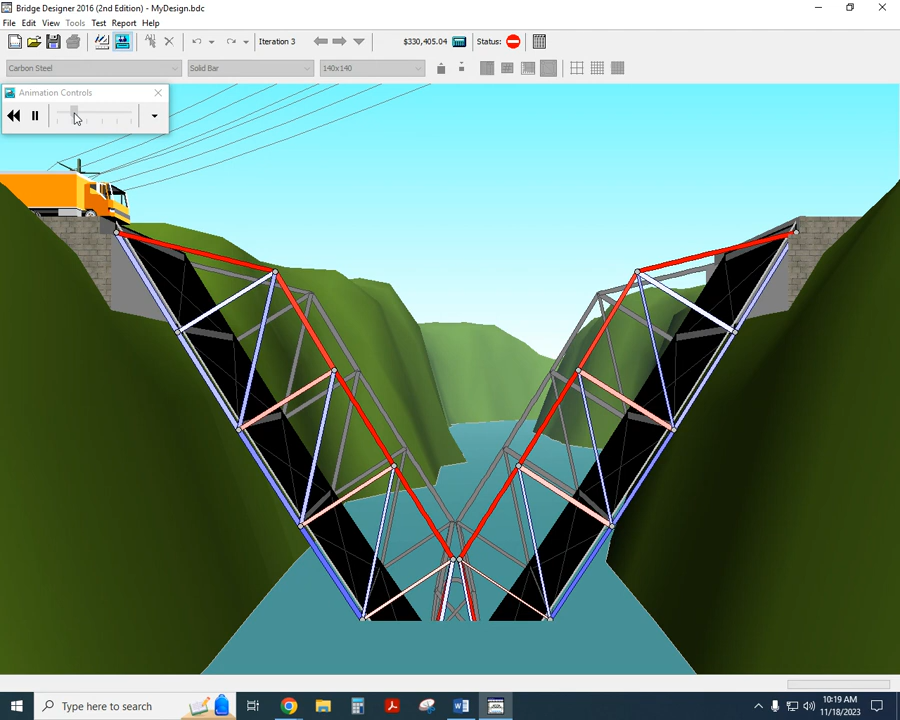 Bridge Designer 2016 (2nd Edition) - MyDesign.bdc
File Edit View Tools Test Report Help
Iteration 3 $330,405.04 Status:
Carbon Steel Solid Bar 140x140
Animation Controls
Type here to search
10:19 AM
11/18/2023